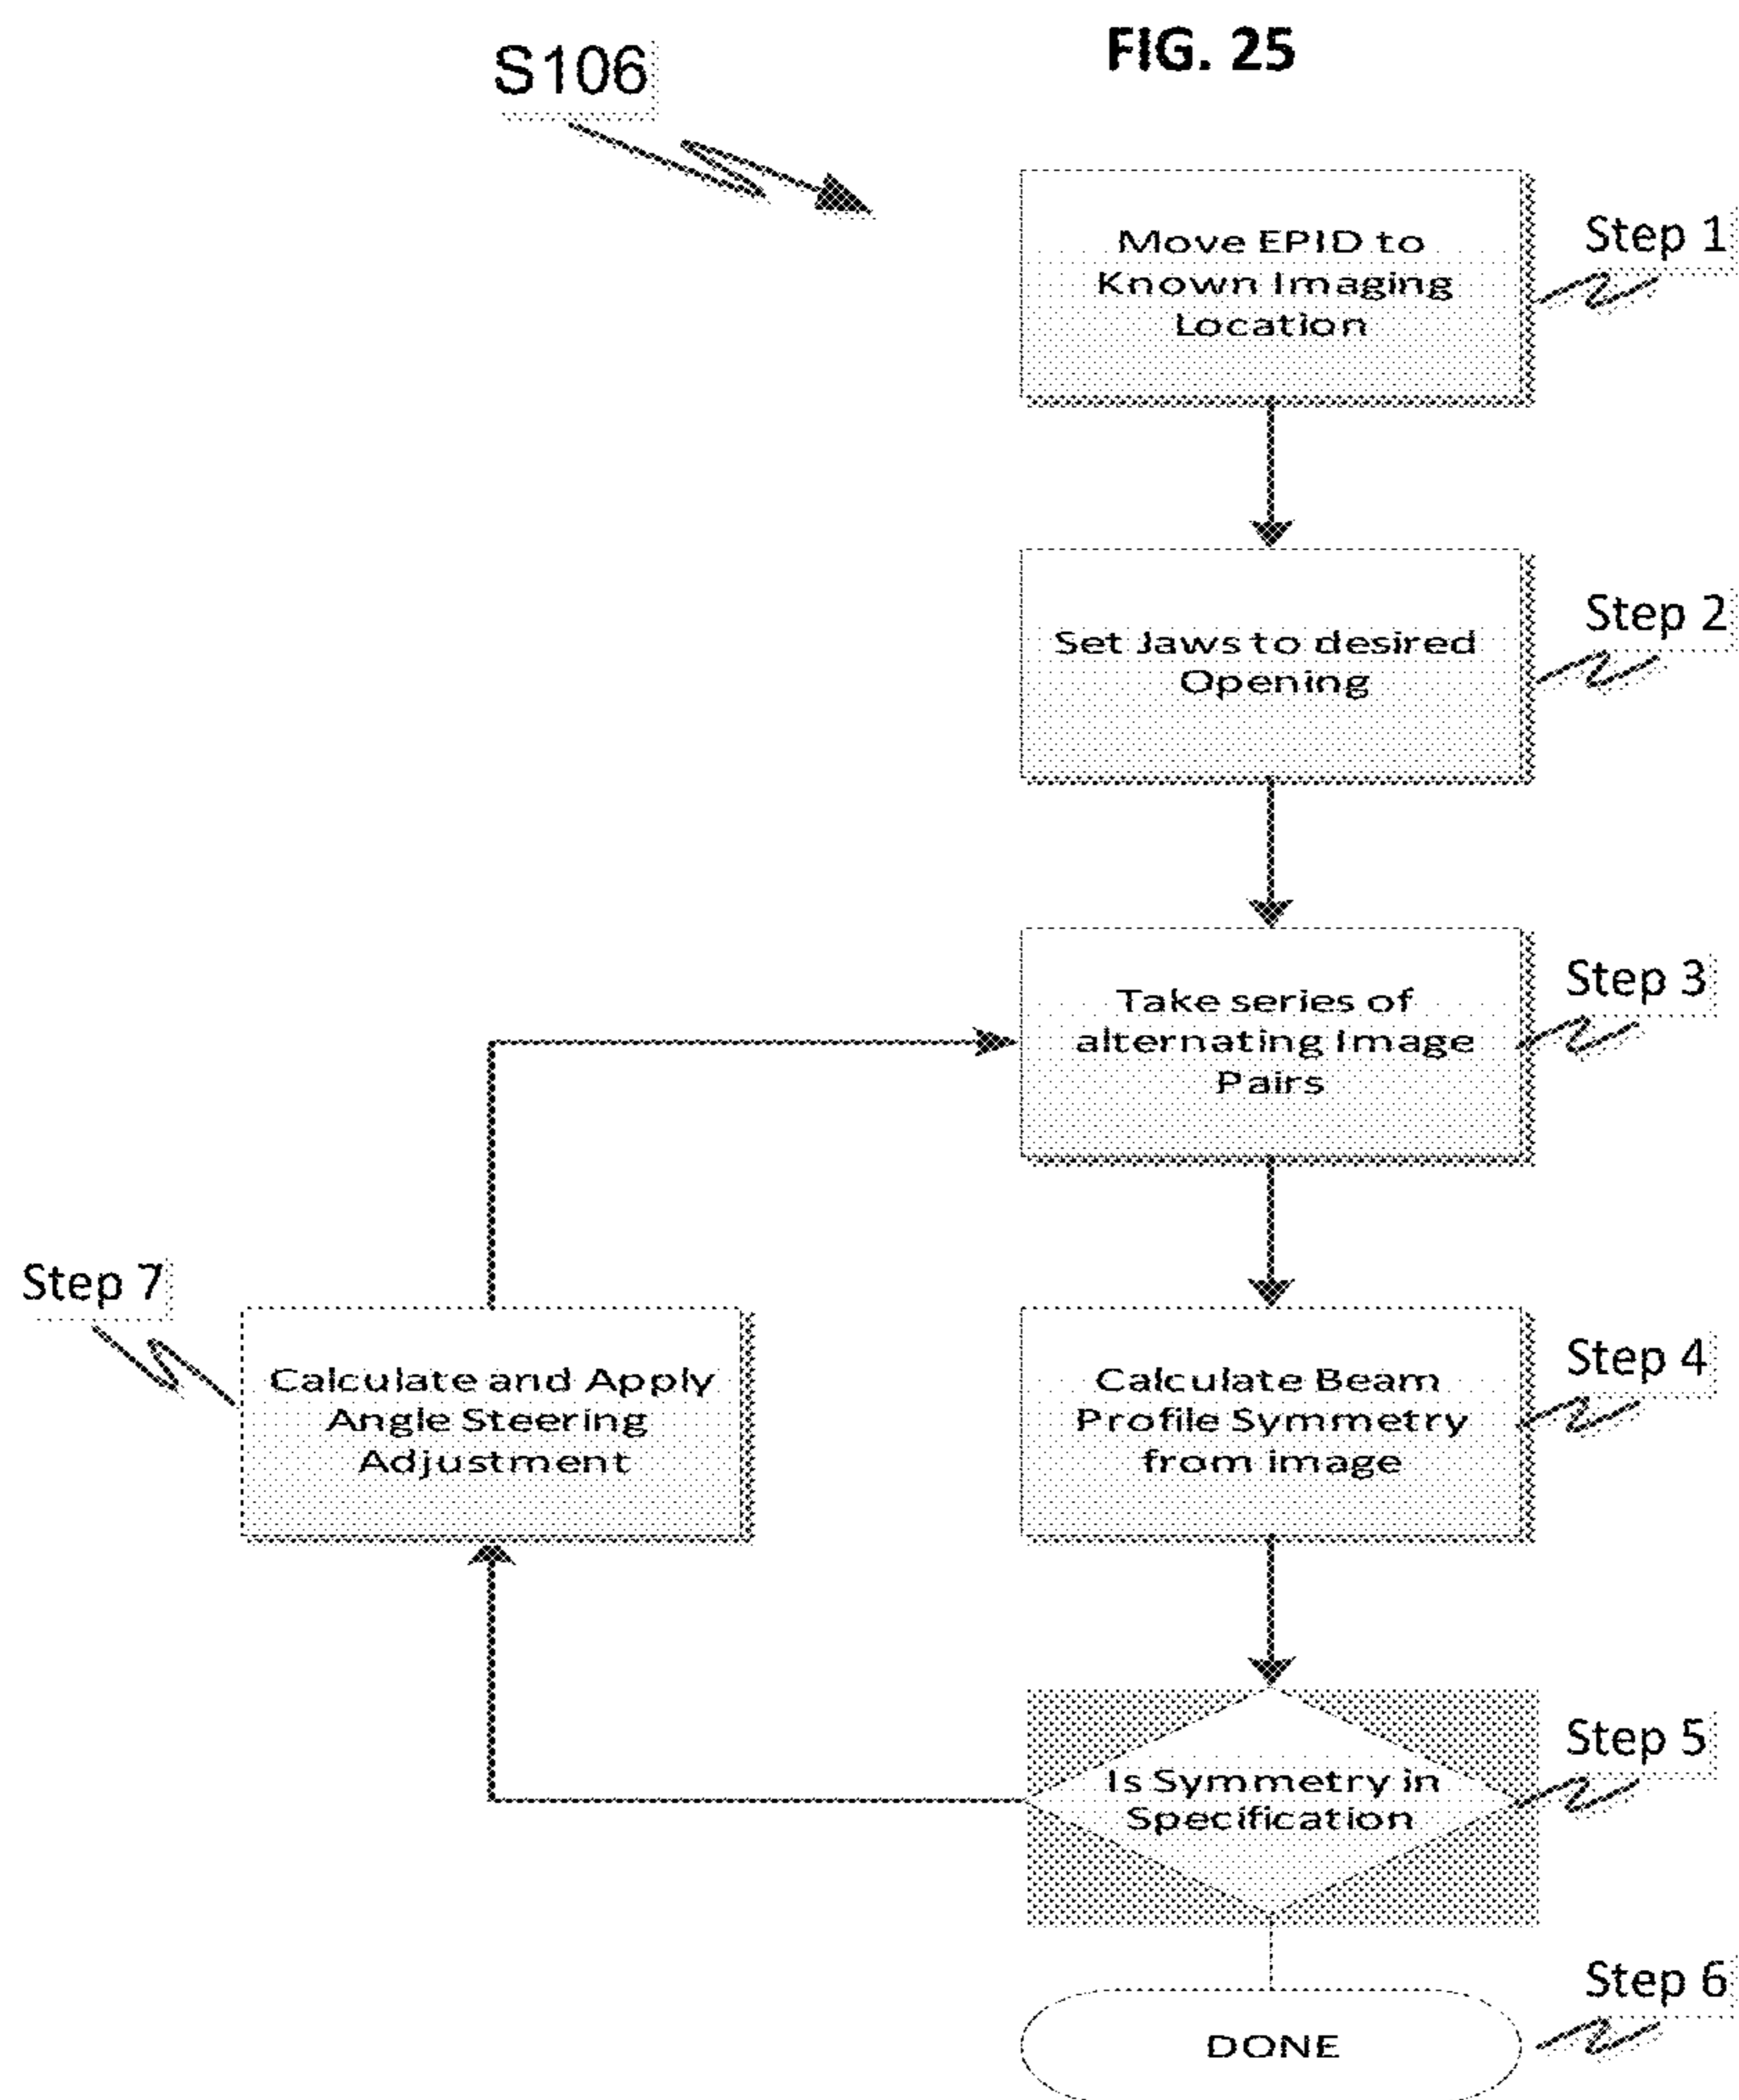 FIG. 25
S106
Move EPID to
Known Imaging
Location
Step 1
Set Jaws to desired
Opening
Step 2
Take series of
alternating Image
Pairs
Step 3
Step 7
Calculate and Apply
Angle Steering
Adjustment
Calculate Beam
Profile Symmetry
from image
Step 4
Is Symmetry in
Specification
Step 5
DONE
Step 6